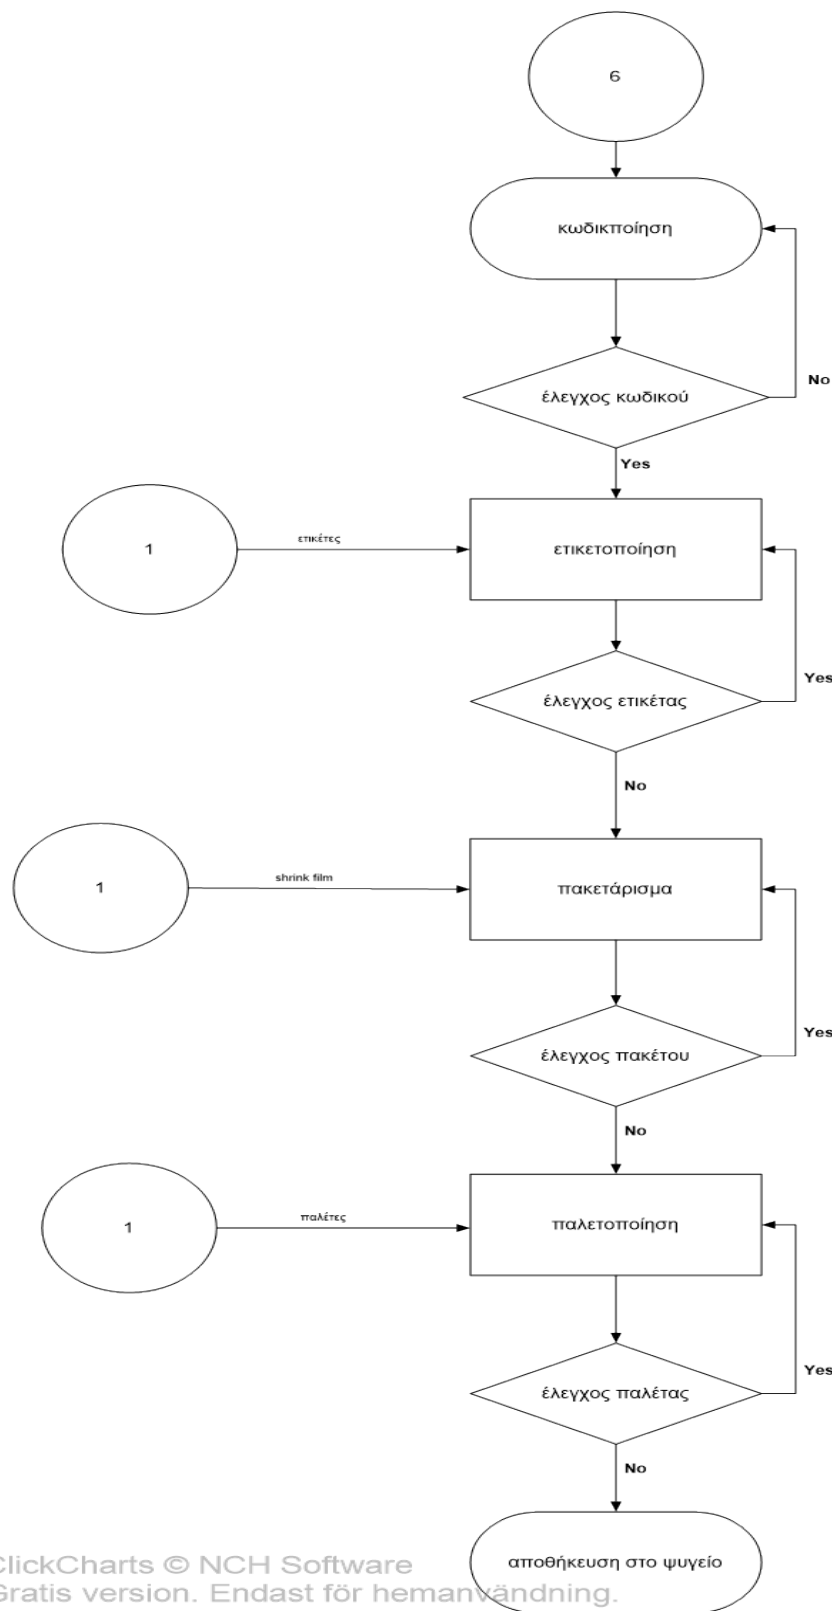 6
κωδικποίηση
No
έλεγχος κωδικού
Yes
1
ετικέτες
ετικετοποίηση
Yes
έλεγχος ετικέτας
No
1
shrink film
πακετάρισμα
Yes
έλεγχος πακέτου
No
1
παλέτες
παλετοποίηση
Yes
έλεγχος παλέτας
No
αποθήκευση στο ψυγείο
ClickCharts © NCH Software
Gratis version. Endast för hemanvändning.